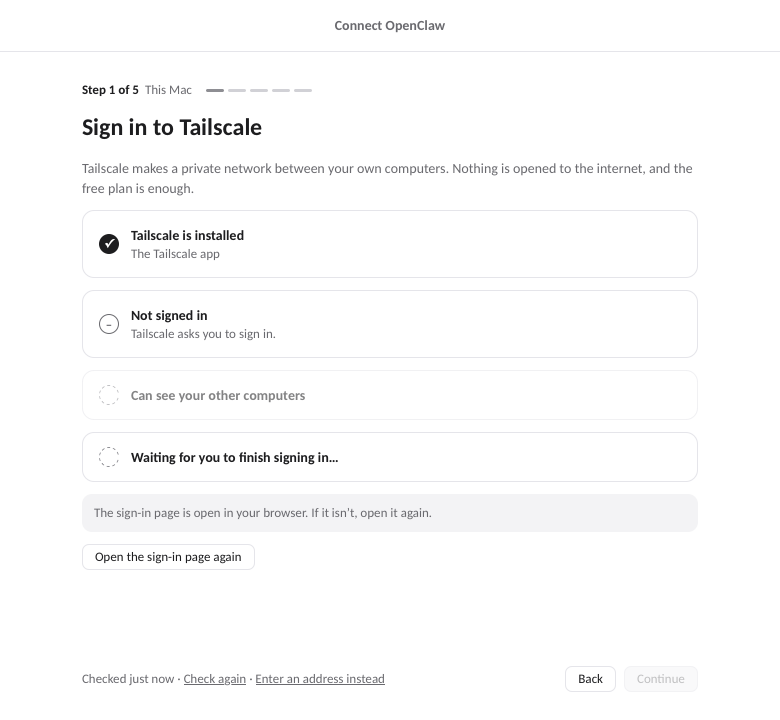 Connect OpenClaw
Step 1 of 5 This Mac
Sign in to Tailscale
Tailscale makes a private network between your own computers. Nothing is opened to the internet, and the
free plan is enough.
Tailscale is installed
The Tailscale app
Not signed in
Tailscale asks you to sign in.
Can see your other computers
Waiting for you to finish signing in...
The sign-in page is open in your browser. If it isn't, open it again.
Open the sign-in page again
Checked just now · Check again · Enter an address instead
Back
Continue